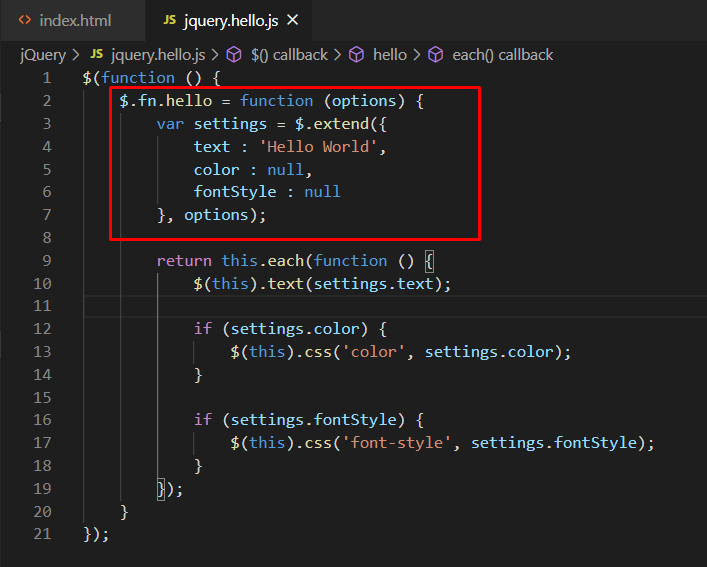 <> index.html JS jquery.hello.js ×
jQuery > JS jquery.hello.js > $() callback > hello > each() callback
1 $(function () {
2     $.fn.hello = function (options) {
3         var settings = $.extend({
4             text : 'Hello World',
5             color : null,
6             fontStyle : null
7         }, options);
8
9         return this.each(function () {
10             $(this).text(settings.text);
11
12             if (settings.color) {
13                 $(this).css('color', settings.color);
14             }
15
16             if (settings.fontStyle) {
17                 $(this).css('font-style', settings.fontStyle);
18             }
19         });
20     }
21 });